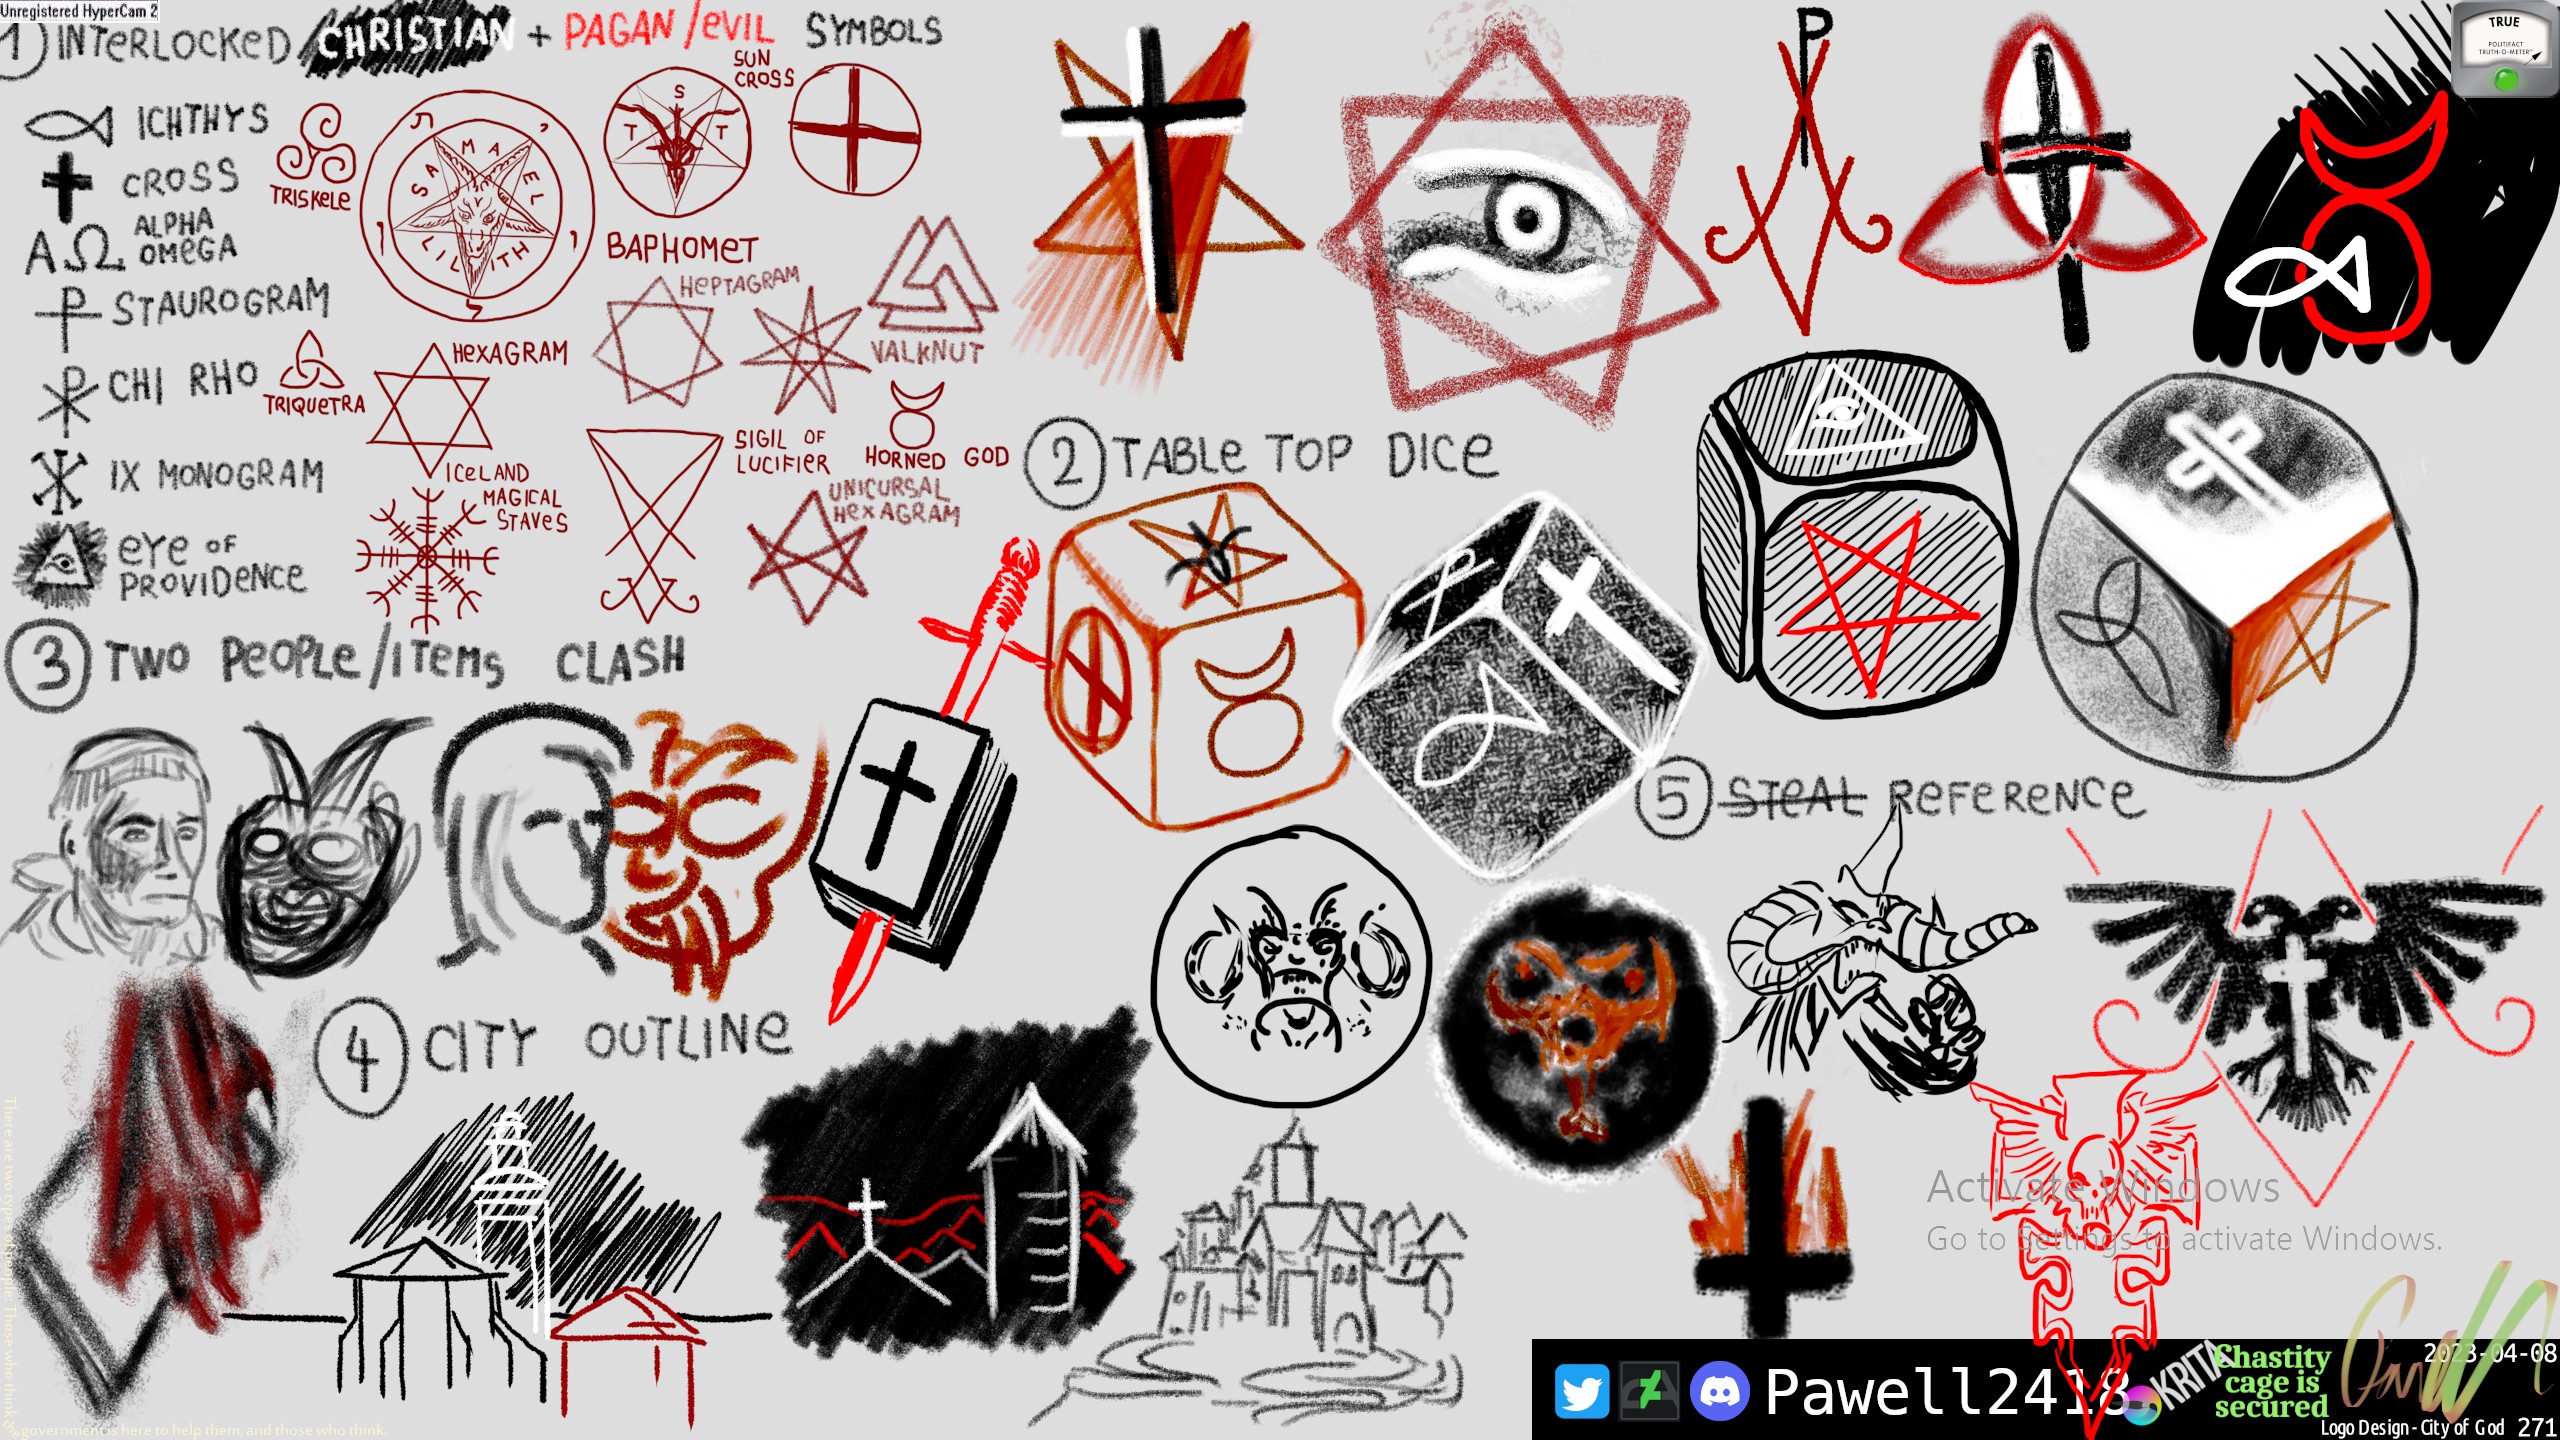 Unregistered HyperCam 2
1 INTERLOCKED CHRISTIAN + PAGAN/EVIL SYMBOLS
ICHTHYS
CROSS
ALPHA
OMEGA
ΑΩ
STAUROGRAM
CHI RHO
IX MONOGRAM
EYE OF
PROVIDENCE
TRISKELE
SAMAEL
LILITH
ת
י
ו
ל
S
T T
SUN
CROSS
BAPHOMET
HEPTAGRAM
VALKNUT
TRIQUETRA
HEXAGRAM
ICELAND
MAGICAL
STAVES
SIGIL OF
LUCIFIER
HORNED GOD
UNICURSAL
HEXAGRAM
P
TRUE
POLITIFACT
TRUTH-O-METER™
2 TABLE TOP DICE
3 TWO PEOPLE/ITEMS CLASH
4 CITY OUTLINE
5 STEAL REFERENCE
Activate Windows
Go to Settings to activate Windows.
There are two types of people: Those who think
government is here to help them, and those who think.
Pawell2418
KRITA
Chastity
cage is
secured
2023-04-08
Logo Design - City of God 271